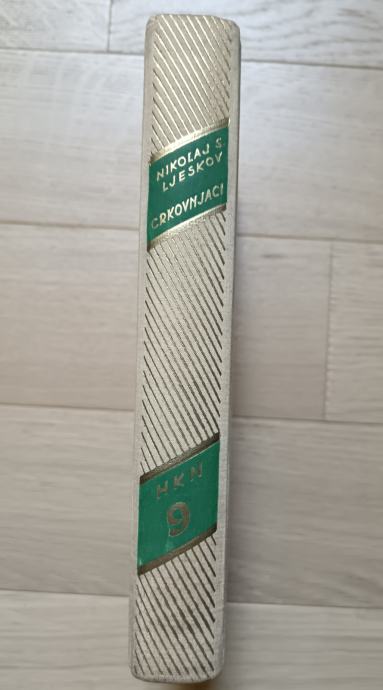 NIKOLAJ S.
LJESKOV
CRKOVNJACI
HKN
9